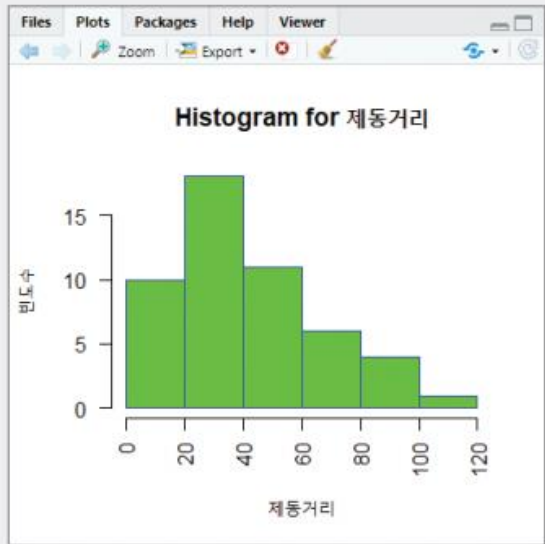 Files Plots Packages Help Viewer
Zoom Export
Histogram for 제동거리
15
10
5
0
빈도수
0 20 40 60 80 100 120
제동거리